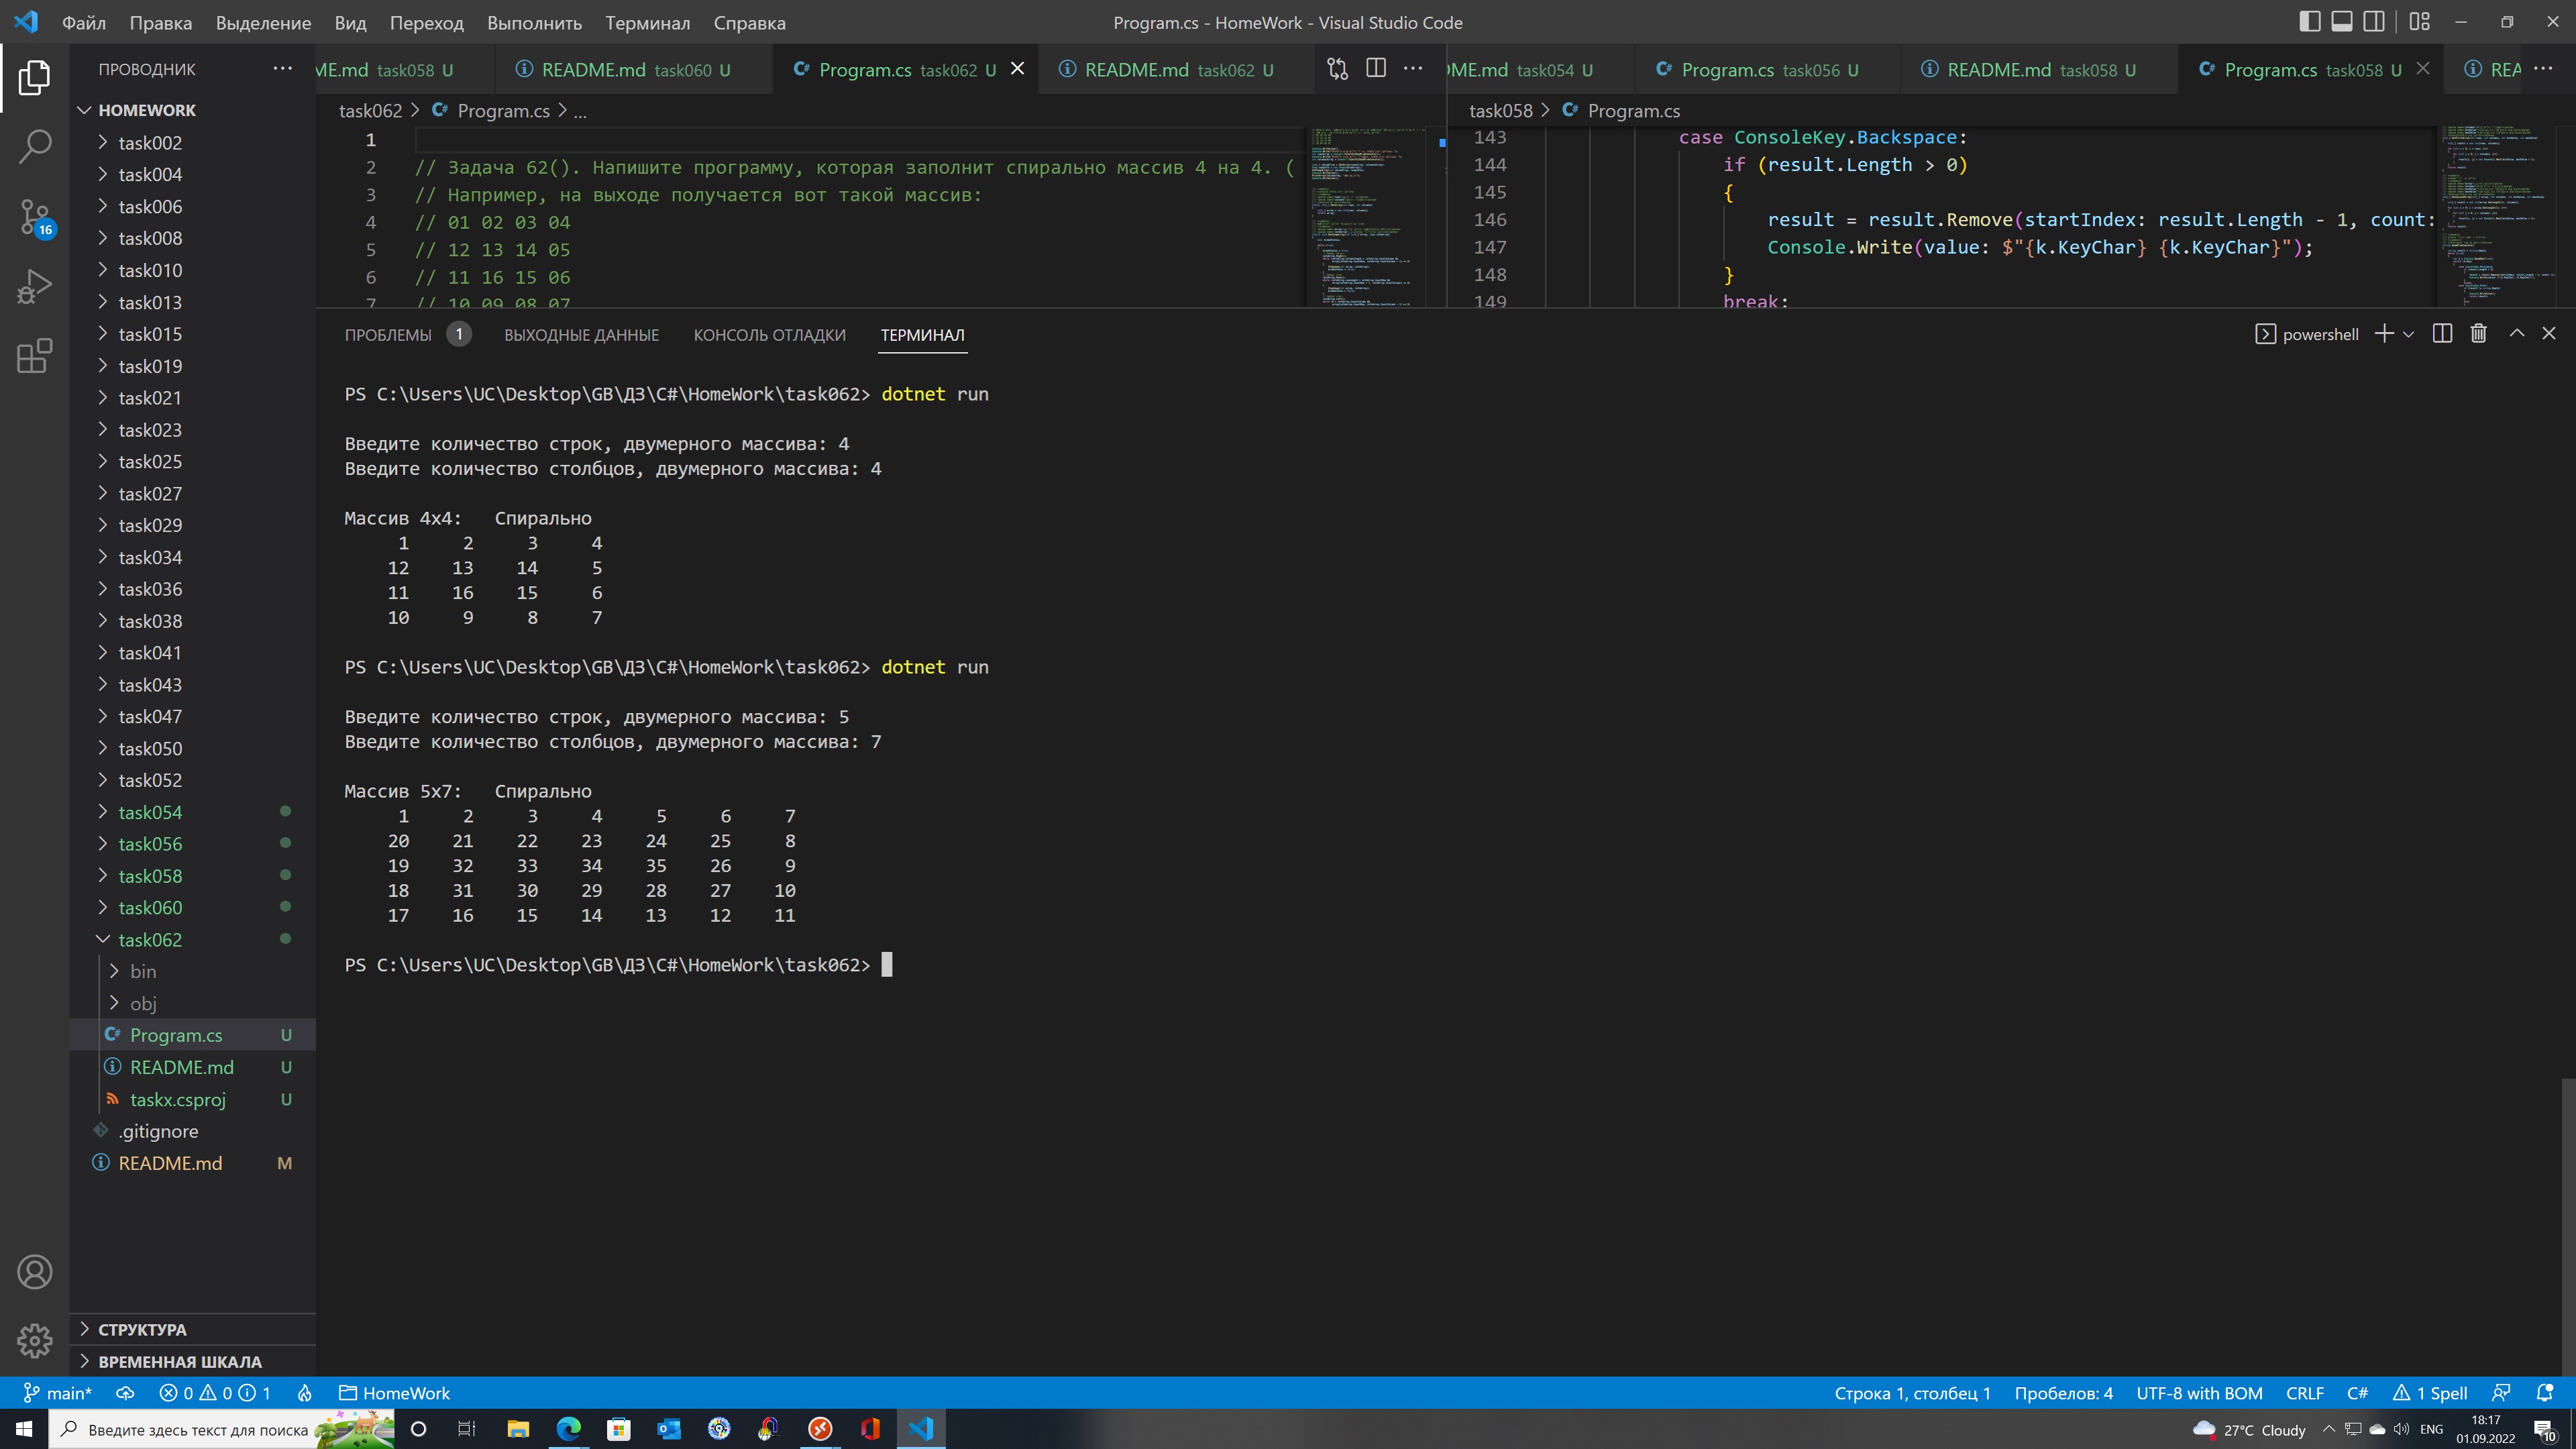 Файл Правка Выделение Вид Переход Выполнить Терминал Справка
Program.cs - HomeWork - Visual Studio Code
ПРОВОДНИК
HOMEWORK
task002
task004
task006
task008
task010
task013
task015
task019
task021
task023
task025
task027
task029
task034
task036
task038
task041
task043
task047
task050
task052
task054
task056
task058
task060
task062
bin
obj
Program.cs U
README.md U
taskx.csproj U
.gitignore
README.md M
СТРУКТУРА
ВРЕМЕННАЯ ШКАЛА
16
ME.md task058 U
README.md task060 U
Program.cs task062 U
README.md task062 U
task062 > Program.cs > ...
1
2 // Задача 62(). Напишите программу, которая заполнит спирально массив 4 на 4. (
3 // Например, на выходе получается вот такой массив:
4 // 01 02 03 04
5 // 12 13 14 05
6 // 11 16 15 06
7 // 10 09 08 07
OME.md task054 U
Program.cs task056 U
README.md task058 U
Program.cs task058 U
REA
task058 > Program.cs
143 case ConsoleKey.Backspace:
144 if (result.Length > 0)
145 {
146 result = result.Remove(startIndex: result.Length - 1, count:
147 Console.Write(value: $"{k.KeyChar} {k.KeyChar}");
148 }
149 break;
ПРОБЛЕМЫ 1 ВЫХОДНЫЕ ДАННЫЕ КОНСОЛЬ ОТЛАДКИ ТЕРМИНАЛ
powershell
PS C:\Users\UC\Desktop\GB\ДЗ\C#\HomeWork\task062> dotnet run
Введите количество строк, двумерного массива: 4
Введите количество столбцов, двумерного массива: 4
Массив 4x4: Спирально
1 2 3 4
12 13 14 5
11 16 15 6
10 9 8 7
PS C:\Users\UC\Desktop\GB\ДЗ\C#\HomeWork\task062> dotnet run
Введите количество строк, двумерного массива: 5
Введите количество столбцов, двумерного массива: 7
Массив 5x7: Спирально
1 2 3 4 5 6 7
20 21 22 23 24 25 8
19 32 33 34 35 26 9
18 31 30 29 28 27 10
17 16 15 14 13 12 11
PS C:\Users\UC\Desktop\GB\ДЗ\C#\HomeWork\task062>
main* 0 0 1 HomeWork
Строка 1, столбец 1 Пробелов: 4 UTF-8 with BOM CRLF C# 1 Spell
Введите здесь текст для поиска
27°C Cloudy ENG
18:17
01.09.2022
10